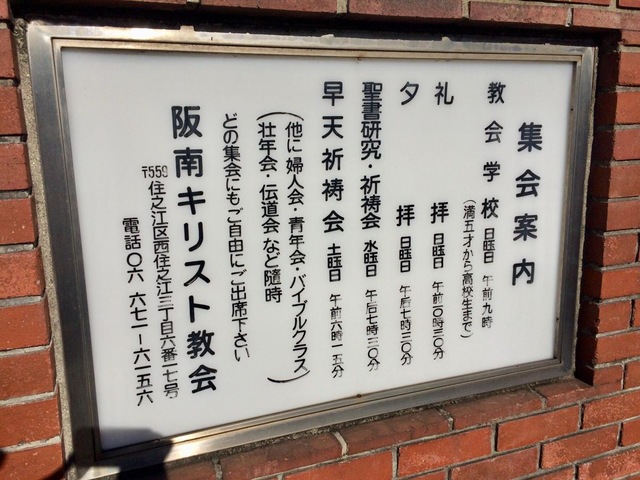 集会案内
教会学校 日曜日 午前九時
(満五才から高校生まで)
礼拝 日曜日 午前一〇時三〇分
夕拝 日曜日 午后七時三〇分
聖書研究・祈祷会 水曜日 午后七時三〇分
早天祈祷会 土曜日 午前六時一五分
(他に 婦人会・青年会・バイブルクラス
壮年会・伝道会など随時)
どの集会にもご自由にご出席下さい
阪南キリスト教会
〒559 住之江区西住之江三丁目六番一七号
電話〇六 六七一ー六一五六